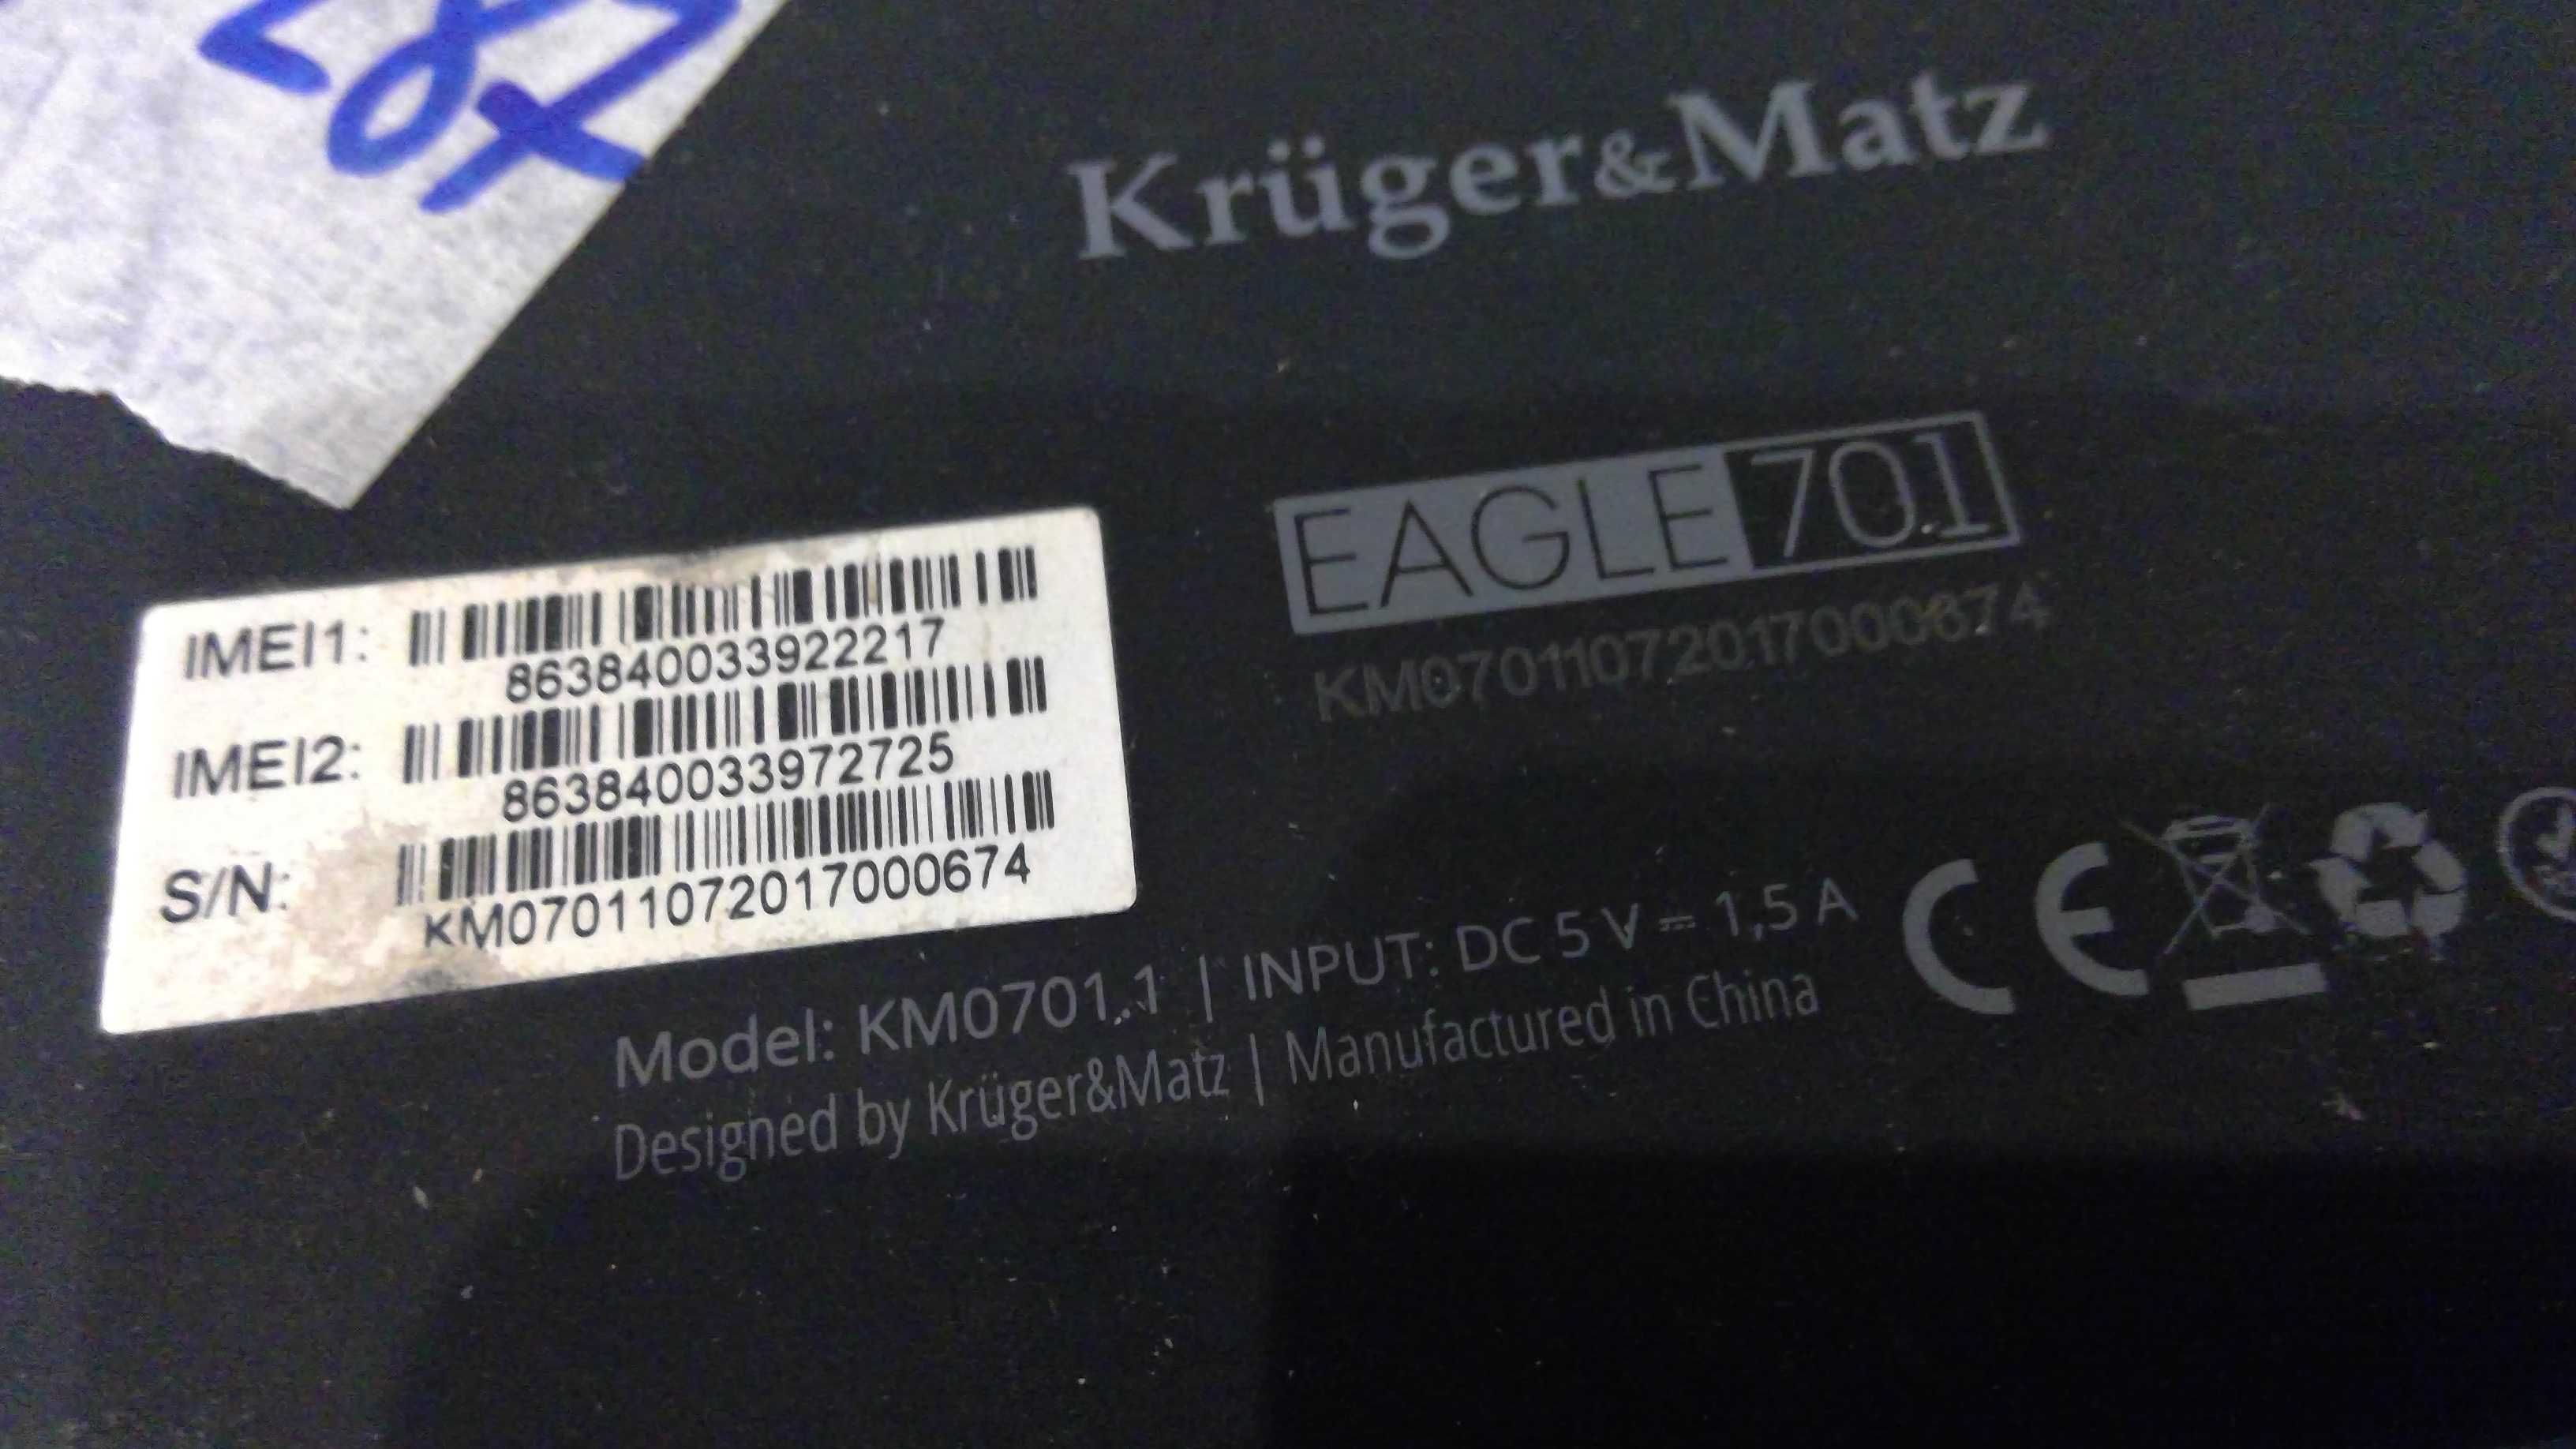 Krüger&Matz
EAGLE 701
KM07011072017000674
IMEI1:
863840033922217
IMEI2:
863840033972725
S/N:
KM07011072017000674
Model: KM0701.1 | INPUT: DC 5 V ⎓ 1,5 A
Designed by Krüger&Matz | Manufactured in China
CE